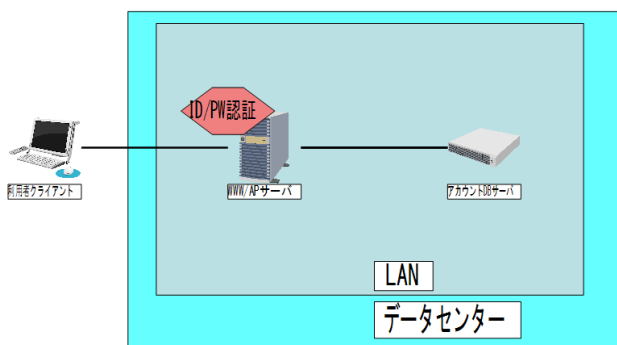 ID/PW認証
利用者クライアント
WWW/APサーバ
アカウントDBサーバ
LAN
データセンター